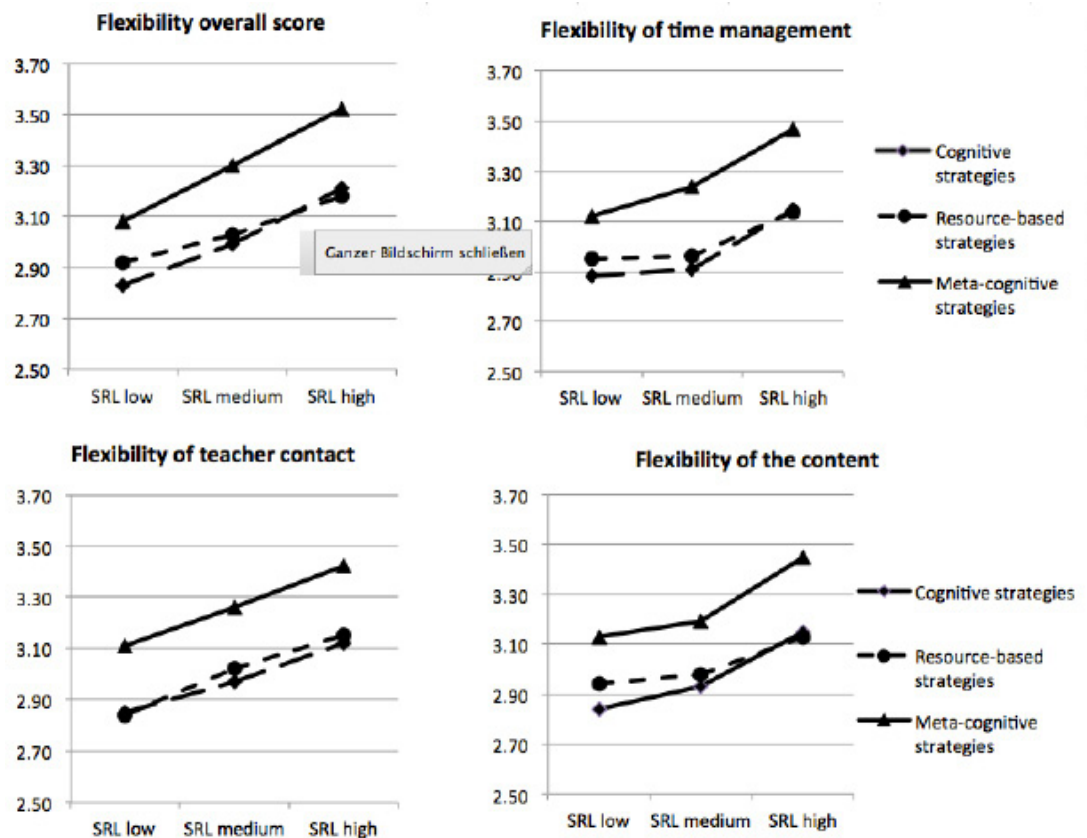 Flexibility overall score
3.70
3.50
3.30
3.10
2.90
2.70
2.50
SRL low
SRL medium
SRL high
Ganzer Bildschirm schließen
Flexibility of time management
3.70
3.50
3.30
3.10
2.90
2.70
2.50
SRL low
SRL medium
SRL high
Cognitive
strategies
Resource-based
strategies
Meta-cognitive
strategies
Flexibility of teacher contact
3.70
3.50
3.30
3.10
2.90
2.70
2.50
SRL low
SRL medium
SRL high
Flexibility of the content
3.70
3.50
3.30
3.10
2.90
2.70
2.50
SRL low
SRL medium
SRL high
Cognitive strategies
Resource-based
strategies
Meta-cognitive
strategies